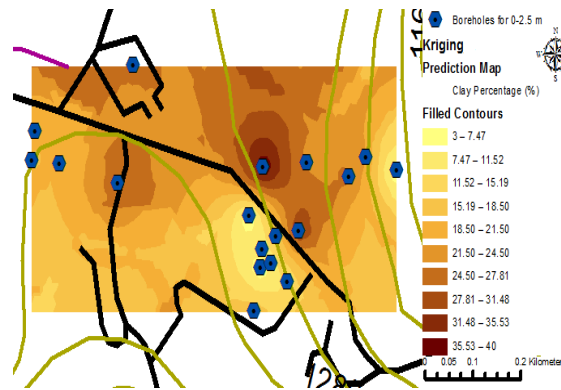 116
Boreholes for 0-2.5 m
Kriging
Prediction Map
Clay Percentage (%)
Filled Contours
3 – 7.47
7.47 – 11.52
11.52 – 15.19
15.19 – 18.50
18.50 – 21.50
21.50 – 24.50
24.50 – 27.81
27.81 – 31.48
31.48 – 35.53
35.53 – 40
0 0.05 0.1 0.2 Kilometer